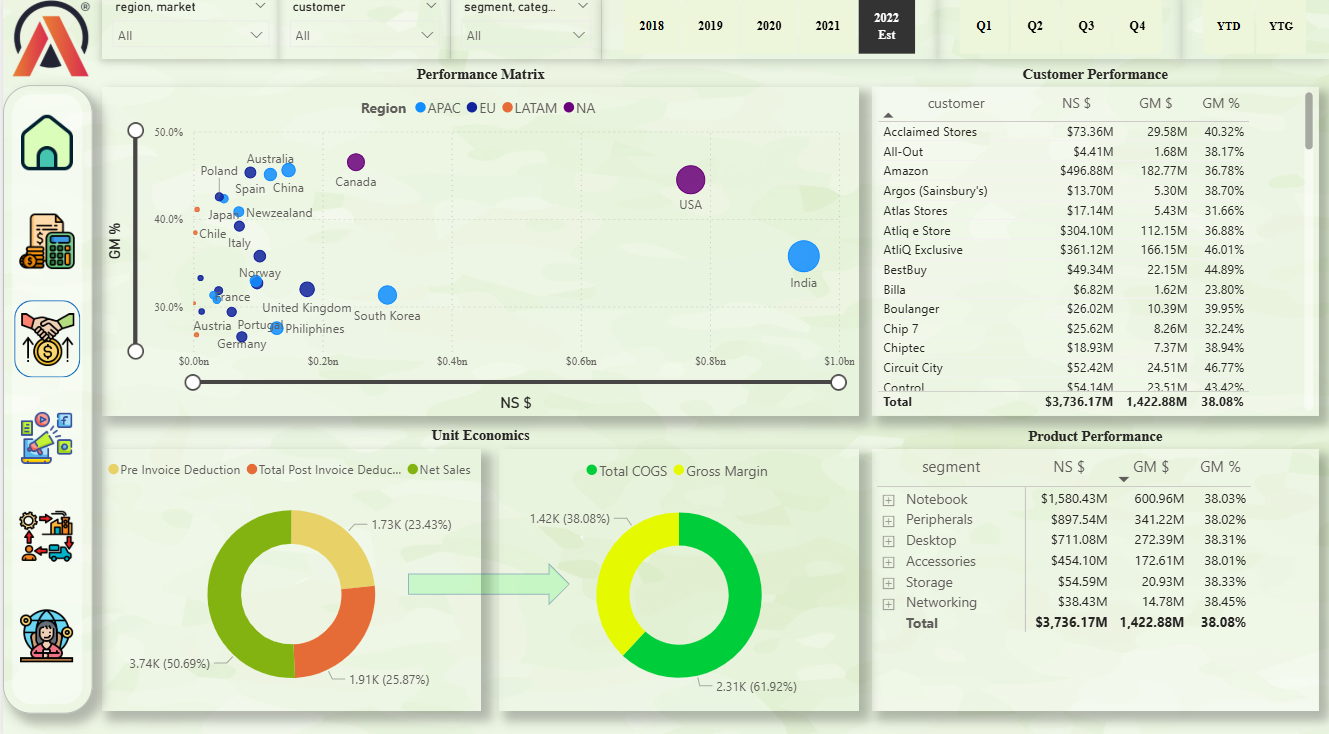 ®
region, market
All
customer
All
segment, categ...
All
2018
2019
2020
2021
2022
Est
Q1
Q2
Q3
Q4
YTD
YTG
Performance Matrix
Region APAC EU LATAM NA
GM %
50.0%
40.0%
30.0%
Poland
Australia
Spain
China
Canada
USA
Japan
Newzealand
Chile
Italy
Norway
India
France
United Kingdom
South Korea
Austria
Portugal
Philiphines
Germany
$0.0bn
$0.2bn
$0.4bn
$0.6bn
$0.8bn
$1.0bn
NS $
Customer Performance
customer NS $ GM $ GM %
Acclaimed Stores $73.36M 29.58M 40.32%
All-Out $4.41M 1.68M 38.17%
Amazon $496.88M 182.77M 36.78%
Argos (Sainsbury's) $13.70M 5.30M 38.70%
Atlas Stores $17.14M 5.43M 31.66%
Atliq e Store $304.10M 112.15M 36.88%
AtliQ Exclusive $361.12M 166.15M 46.01%
BestBuy $49.34M 22.15M 44.89%
Billa $6.82M 1.62M 23.80%
Boulanger $26.02M 10.39M 39.95%
Chip 7 $25.62M 8.26M 32.24%
Chiptec $18.93M 7.37M 38.94%
Circuit City $52.42M 24.51M 46.77%
Control $54.14M 23.51M 43.42%
Total $3,736.17M 1,422.88M 38.08%
Unit Economics
Pre Invoice Deduction Total Post Invoice Deduc... Net Sales
1.73K (23.43%)
3.74K (50.69%)
1.91K (25.87%)
Total COGS Gross Margin
1.42K (38.08%)
2.31K (61.92%)
Product Performance
segment NS $ GM $ GM %
Notebook $1,580.43M 600.96M 38.03%
Peripherals $897.54M 341.22M 38.02%
Desktop $711.08M 272.39M 38.31%
Accessories $454.10M 172.61M 38.01%
Storage $54.59M 20.93M 38.33%
Networking $38.43M 14.78M 38.45%
Total $3,736.17M 1,422.88M 38.08%